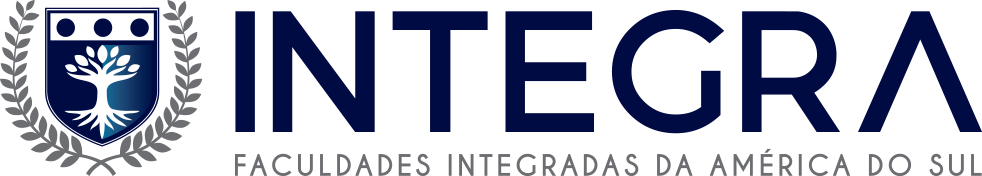 INTEGRA
FACULDADES INTEGRADAS DA AMÉRICA DO SUL